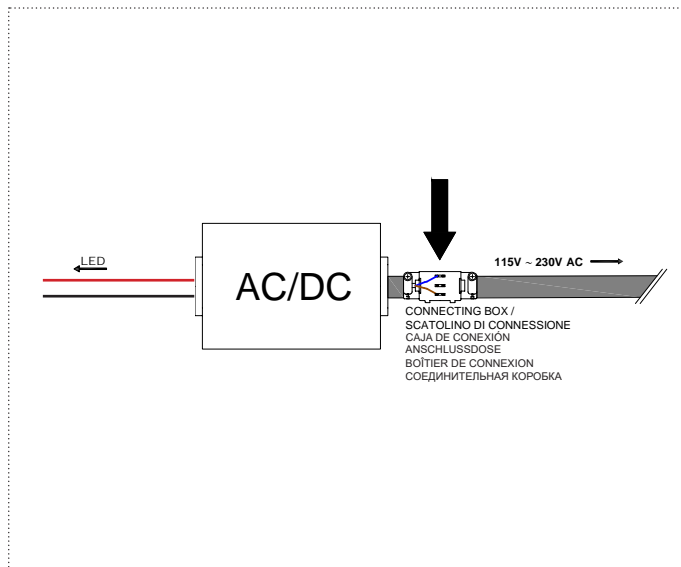 LED
AC/DC
115V ~ 230V AC
CONNECTING BOX /
SCATOLINO DI CONNESSIONE
CAJA DE CONEXIÓN
ANSCHLUSSDOSE
BOÎTIER DE CONNEXION
СОЕДИНИТЕЛЬНАЯ КОРОБКА